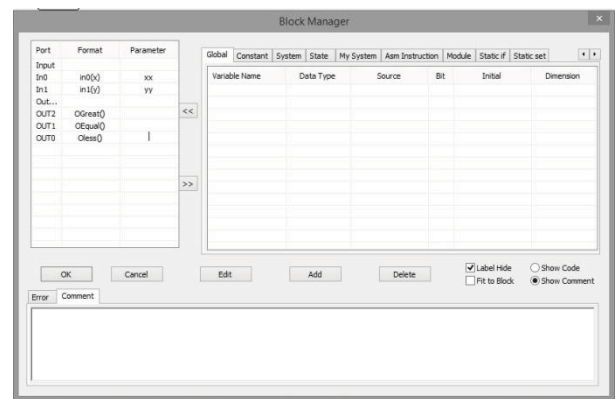 Block Manager
Port Format Parameter
Input
In0 in0(x) xx
In1 in1(y) yy
Out...
OUT2 OGreat()
OUT1 OEqual()
OUT0 Oless()
<<
>>
Global Constant System State My System Asm Instruction Module Static if Static set
Variable Name Data Type Source Bit Initial Dimension
OK Cancel Edit Add Delete
Label Hide Show Code
Fit to Block Show Comment
Error Comment